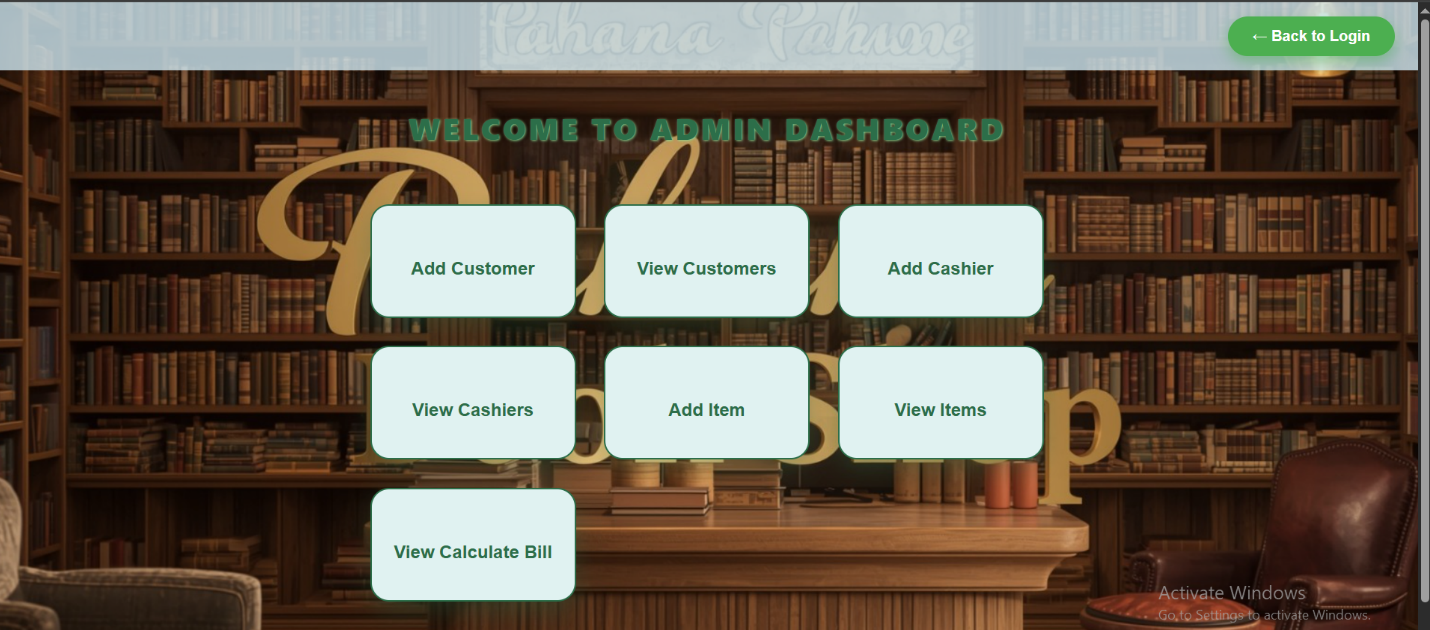 Pahana Pahuwe
← Back to Login
WELCOME TO ADMIN DASHBOARD
Add Customer
View Customers
Add Cashier
View Cashiers
Add Item
View Items
View Calculate Bill
Activate Windows
Go to Settings to activate Windows.